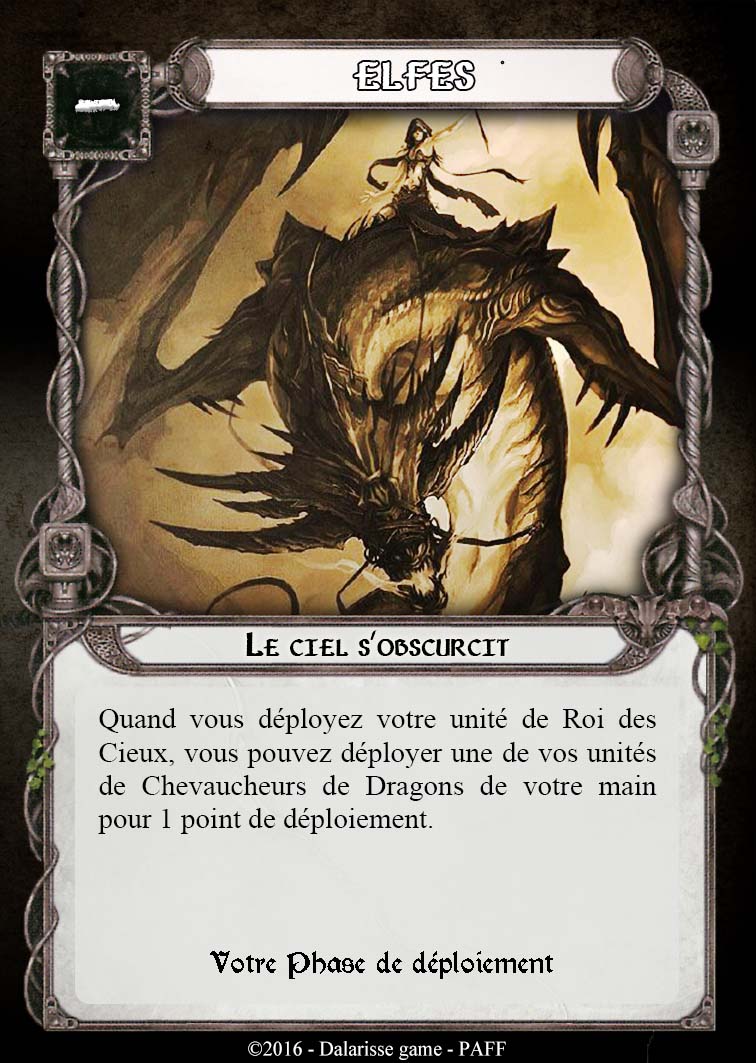 ELFES
-
LE CIEL S'OBSCURCIT
Quand vous déployez votre unité de Roi des
Cieux, vous pouvez déployer une de vos unités
de Chevaucheurs de Dragons de votre main
pour 1 point de déploiement.
Votre Phase de déploiement
©2016 - Dalarisse game - PAFF